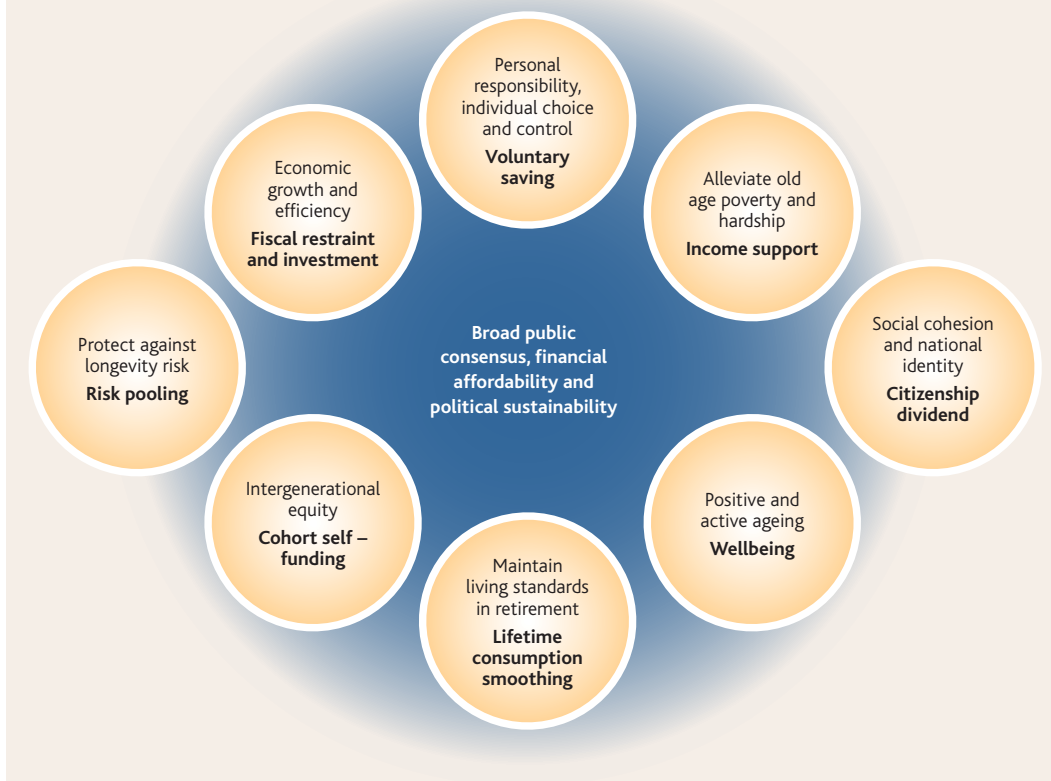 Personal
responsibility,
individual choice
and control
Voluntary
saving
Economic
growth and
efficiency
Fiscal restraint
and investment
Alleviate old
age poverty and
hardship
Income support
Protect against
longevity risk
Risk pooling
Broad public
consensus, financial
affordability and
political sustainability
Social cohesion
and national
identity
Citizenship
dividend
Intergenerational
equity
Cohort self –
funding
Positive and
active ageing
Wellbeing
Maintain
living standards
in retirement
Lifetime
consumption
smoothing